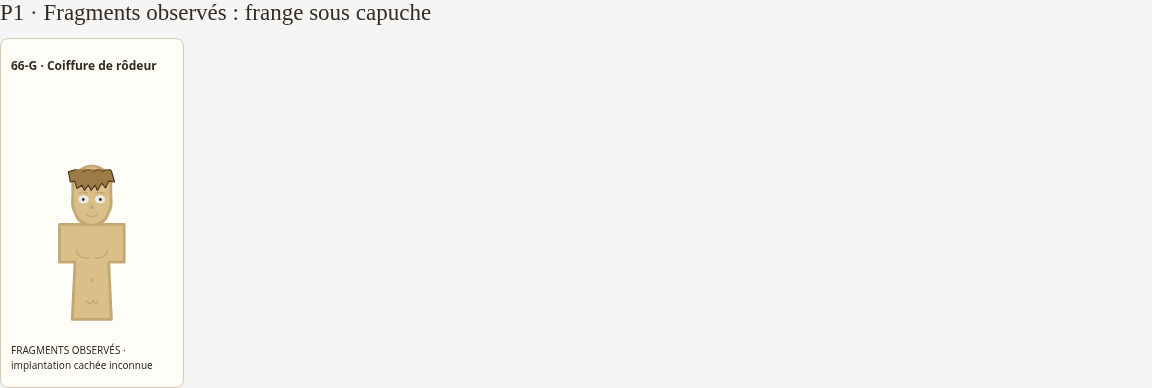 P1 · Fragments observés : frange sous capuche
66-G · Coiffure de rôdeur
FRAGMENTS OBSERVÉS ·
implantation cachée inconnue